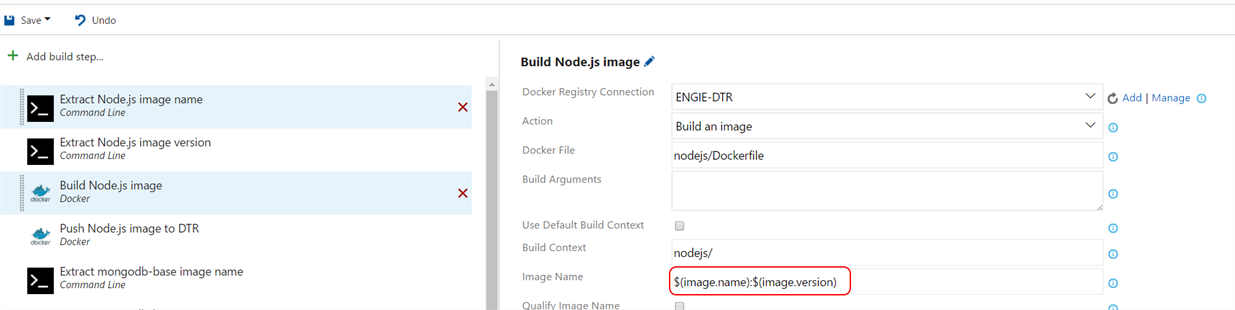 Save
Undo
Add build step...
Extract Node.js image name
Command Line
Extract Node.js image version
Command Line
Build Node.js image
docker
Docker
Push Node.js image to DTR
docker
Docker
Extract mongodb-base image name
Command Line
Build Node.js image
Docker Registry Connection
ENGIE-DTR
Add | Manage
Action
Build an image
Docker File
nodejs/Dockerfile
Build Arguments
Use Default Build Context
Build Context
nodejs/
Image Name
$(image.name):$(image.version)
Qualify Image Name